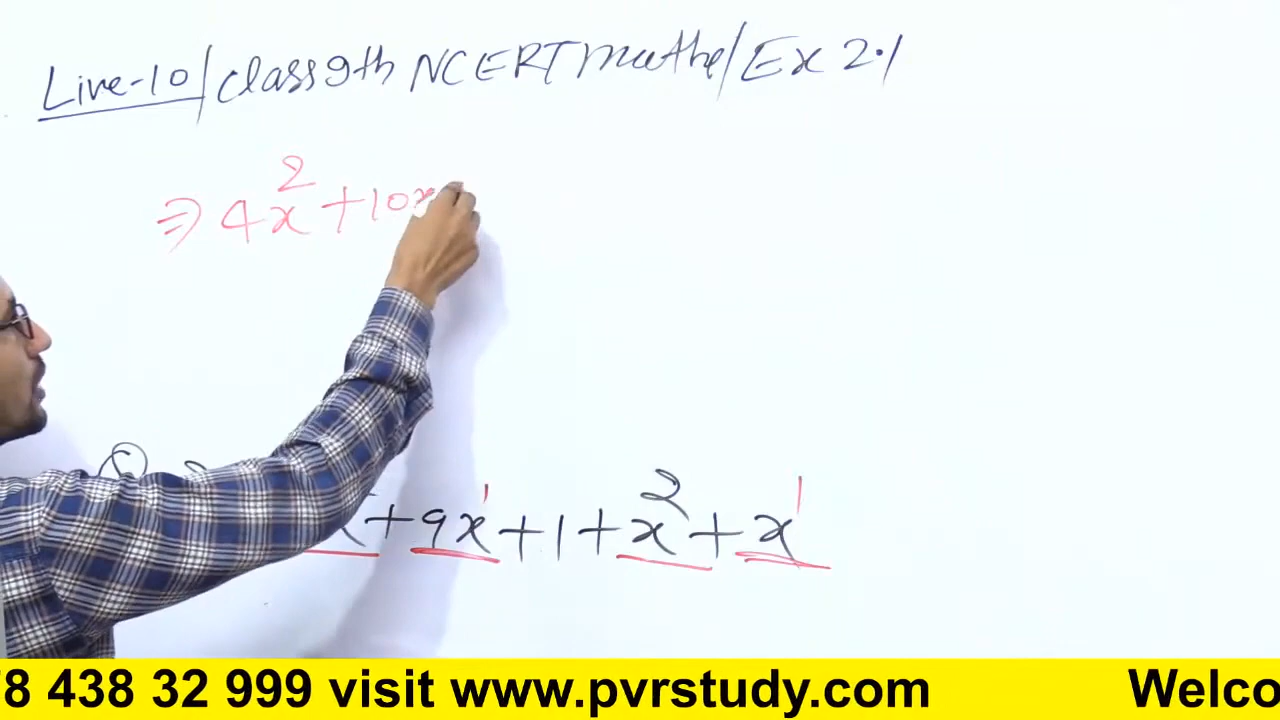 Live-10/class 9th NCERT maths/Ex 2.1
⇒ 4x² + 10x
x + 9x¹ + 1 + x² + x¹
8 438 32 999 visit www.pvrstudy.com Welco